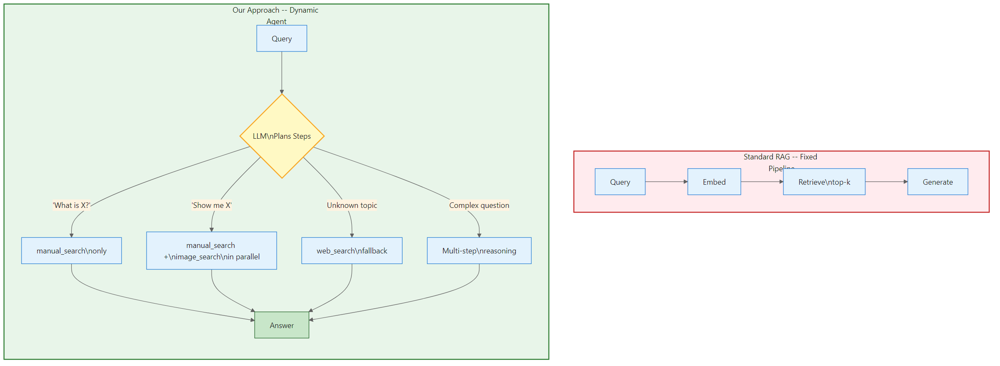 Our Approach -- Dynamic
Agent
Query
LLM\nPlans Steps
'What is X?'
'Show me X'
Unknown topic
Complex question
manual_search\nonly
manual_search
+\nimage_search\nin parallel
web_search\nfallback
Multi-step\nreasoning
Answer
Standard RAG -- Fixed
Pipeline
Query
Embed
Retrieve\ntop-k
Generate